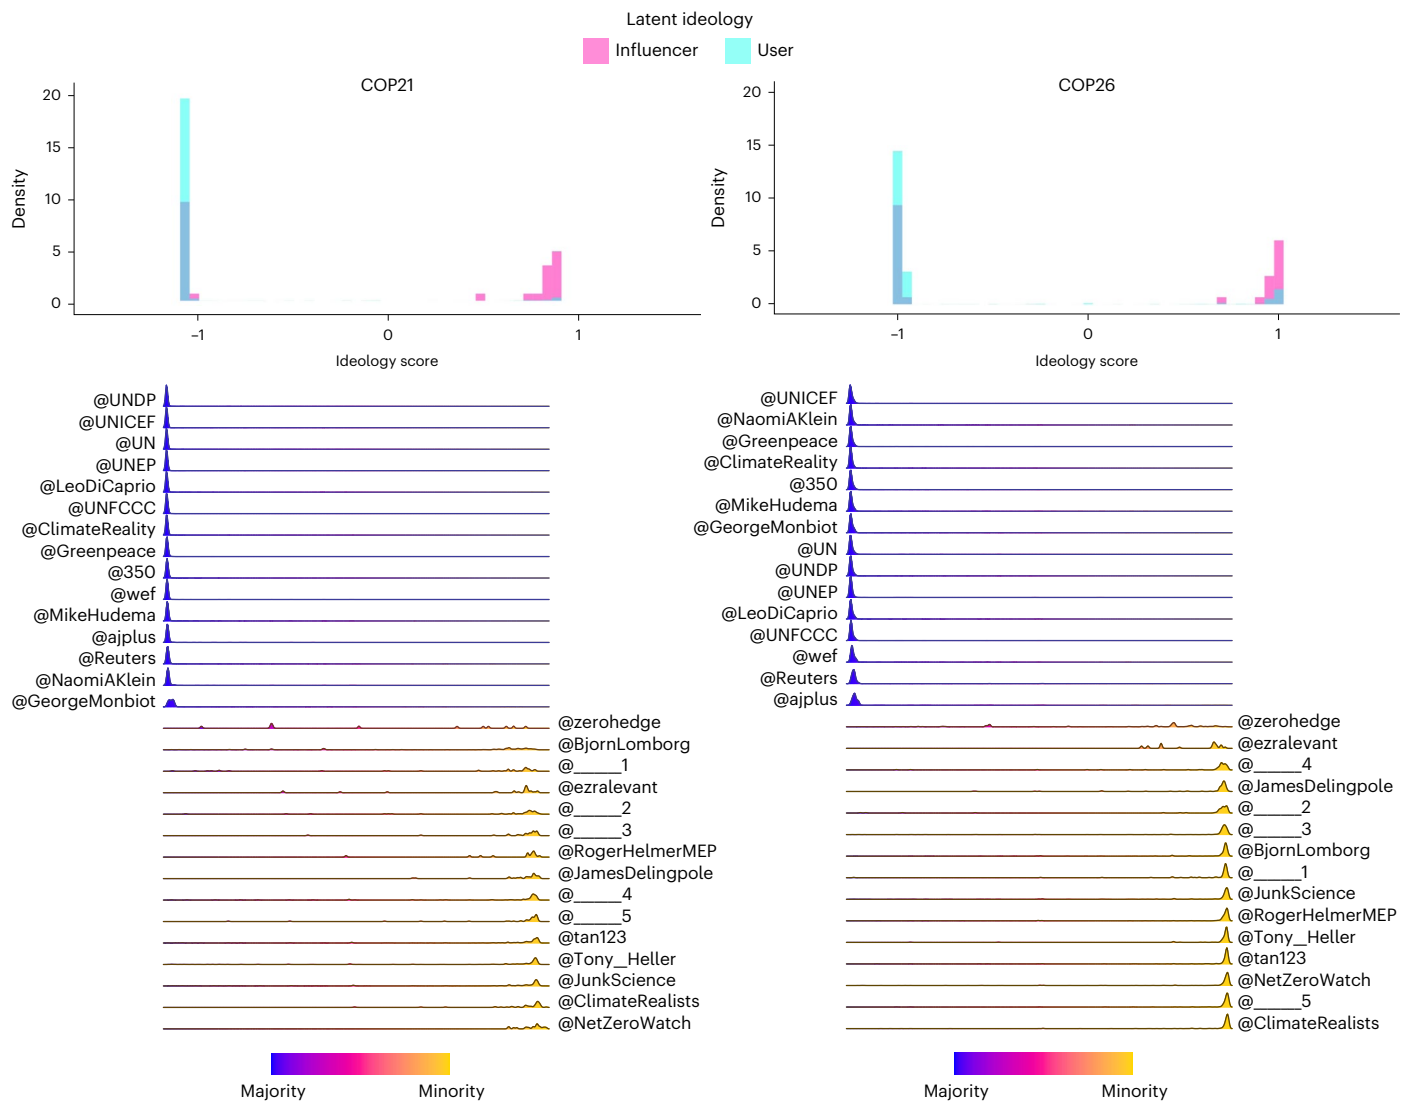 Latent ideology
Influencer User
COP21
20
15
10
5
0
Density
−1 0 1
Ideology score
COP26
20
15
10
5
0
Density
−1 0 1
Ideology score
@UNDP
@UNICEF
@UN
@UNEP
@LeoDiCaprio
@UNFCCC
@ClimateReality
@Greenpeace
@350
@wef
@MikeHudema
@ajplus
@Reuters
@NaomiAKlein
@GeorgeMonbiot
@zerohedge
@BjornLomborg
@_____1
@ezralevant
@_____2
@_____3
@RogerHelmerMEP
@JamesDelingpole
@_____4
@_____5
@tan123
@Tony_Heller
@JunkScience
@ClimateRealists
@NetZeroWatch
Majority Minority
@UNICEF
@NaomiAKlein
@Greenpeace
@ClimateReality
@350
@MikeHudema
@GeorgeMonbiot
@UN
@UNDP
@UNEP
@LeoDiCaprio
@UNFCCC
@wef
@Reuters
@ajplus
@zerohedge
@ezralevant
@_____4
@JamesDelingpole
@_____2
@_____3
@BjornLomborg
@_____1
@JunkScience
@RogerHelmerMEP
@Tony_Heller
@tan123
@NetZeroWatch
@_____5
@ClimateRealists
Majority Minority